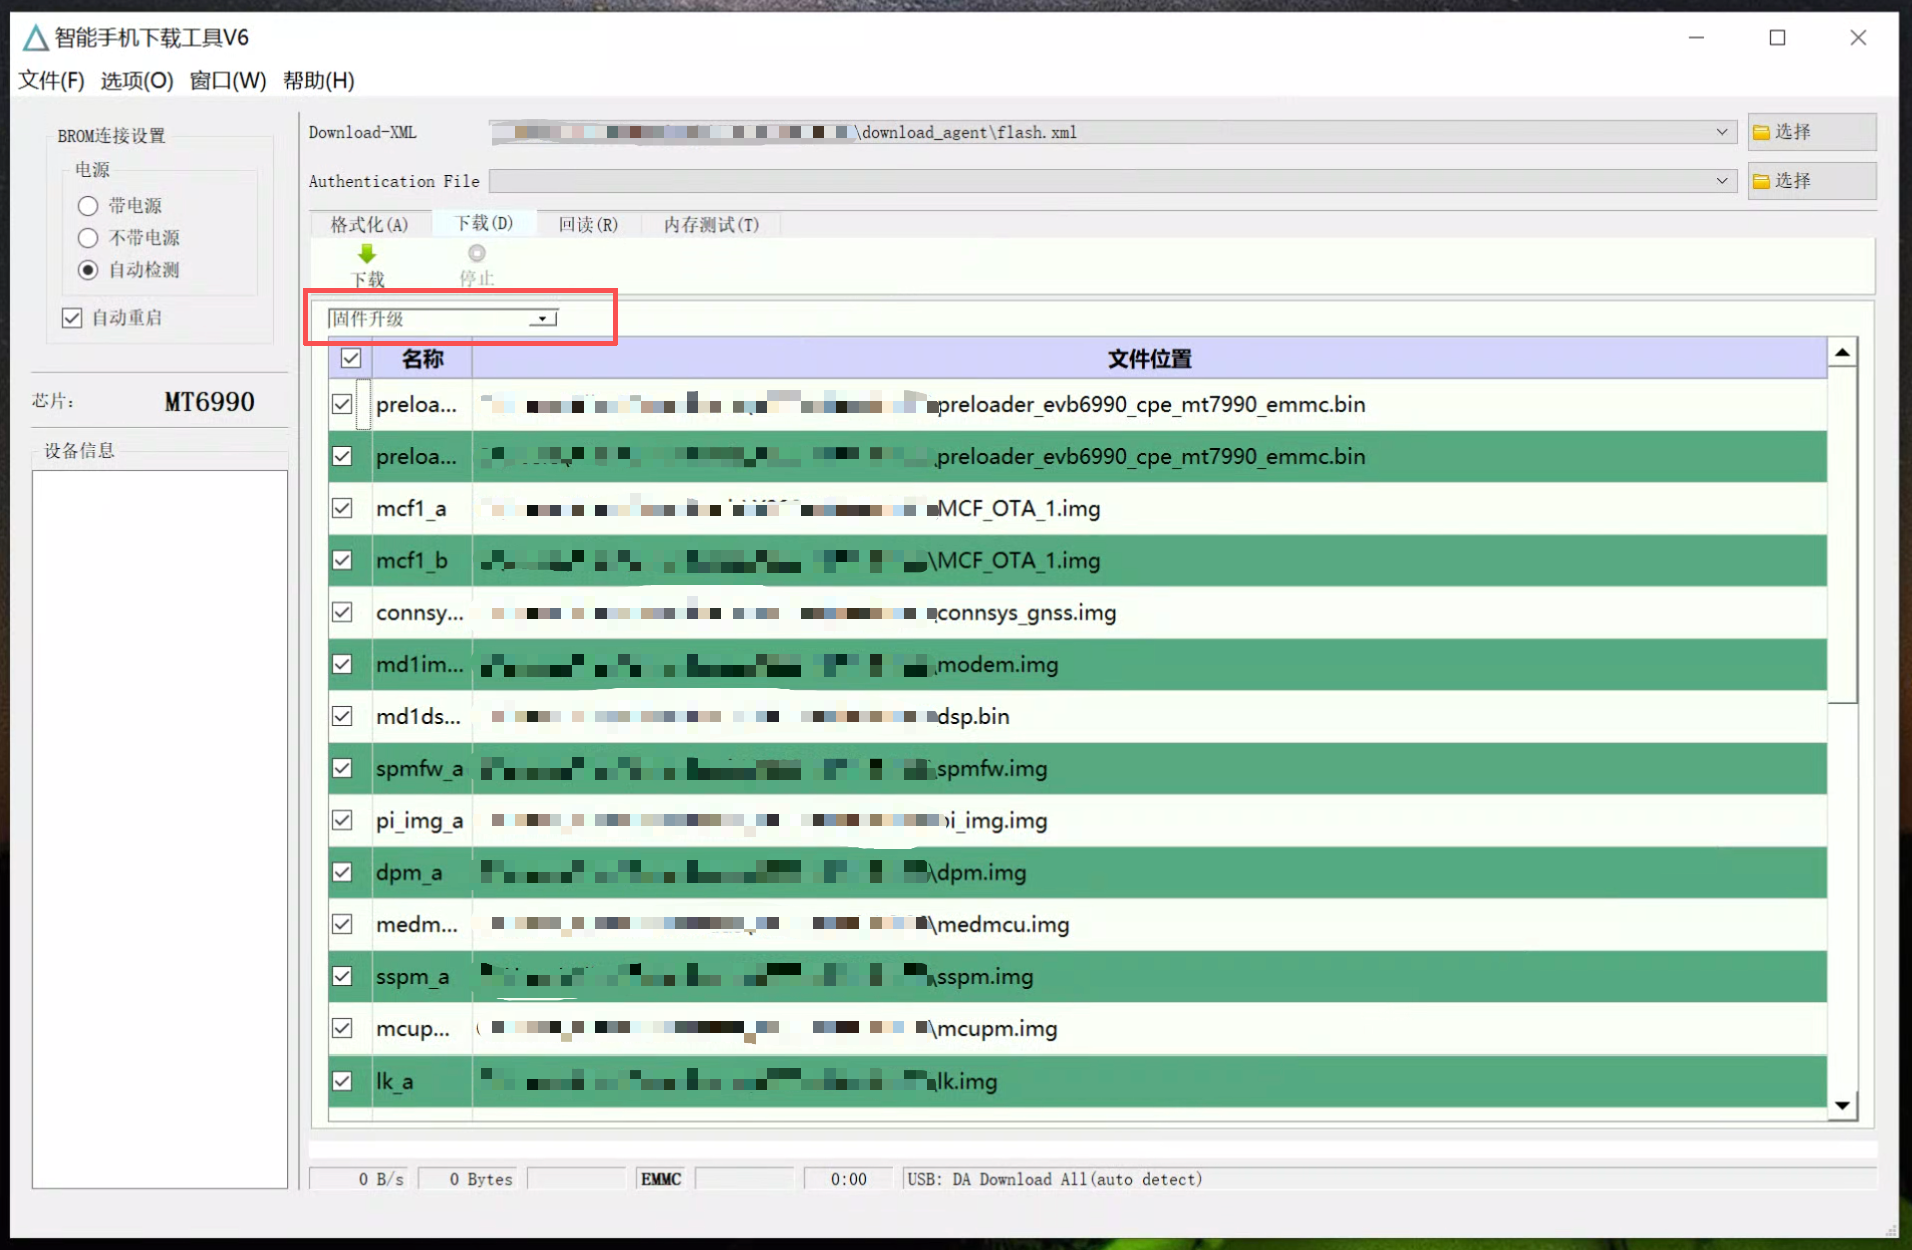 智能手机下载工具V6
文件(F) 选项(O) 窗口(W) 帮助(H)
BROM连接设置
电源
带电源
不带电源
自动检测
自动重启
芯片: MT6990
设备信息
Download-XML \download_agent\flash.xml 选择
Authentication File 选择
格式化(A) 下载(D) 回读(R) 内存测试(T)
下载 停止
固件升级
名称 文件位置
preloa... preloader_evb6990_cpe_mt7990_emmc.bin
preloa... \preloader_evb6990_cpe_mt7990_emmc.bin
mcf1_a MCF_OTA_1.img
mcf1_b \MCF_OTA_1.img
connsy... connsys_gnss.img
md1im... \modem.img
md1ds... dsp.bin
spmfw_a \spmfw.img
pi_img_a pi_img.img
dpm_a \dpm.img
medm... \medmcu.img
sspm_a \sspm.img
mcup... \mcupm.img
lk_a \lk.img
0 B/s 0 Bytes EMMC 0:00 USB: DA Download All(auto detect)